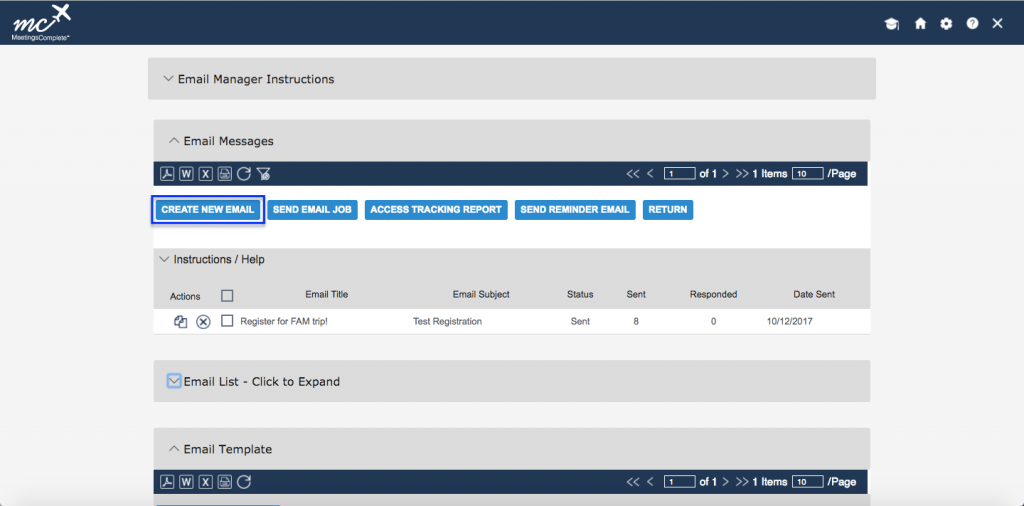 mc
MeetingsComplete
Email Manager Instructions
Email Messages
1 of 1 1 Items 10 /Page
CREATE NEW EMAIL SEND EMAIL JOB ACCESS TRACKING REPORT SEND REMINDER EMAIL RETURN
Instructions / Help
Actions Email Title Email Subject Status Sent Responded Date Sent
Register for FAM trip! Test Registration Sent 8 0 10/12/2017
Email List - Click to Expand
Email Template
1 of 1 1 Items 10 /Page